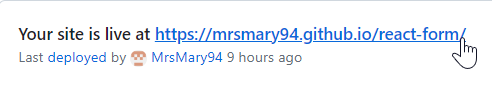 Your site is live at https://mrsmary94.github.io/react-form/
Last deployed by MrsMary94 9 hours ago